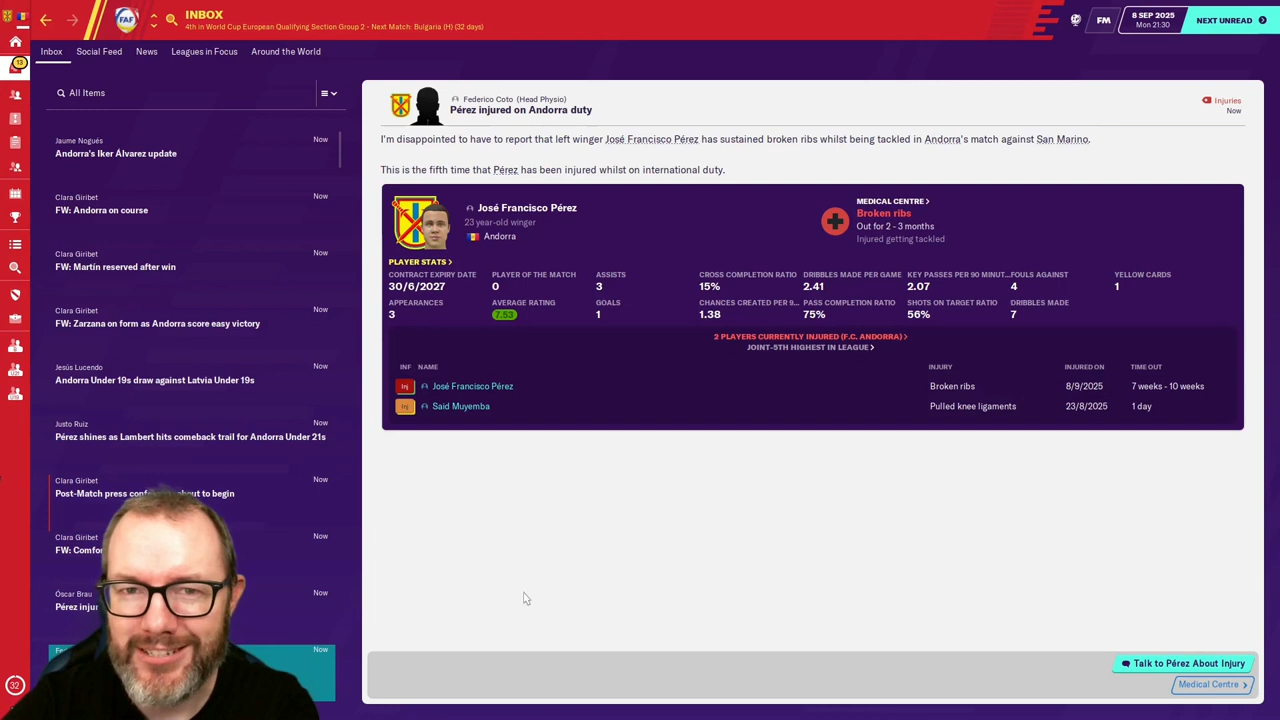 INBOX
4th in World Cup European Qualifying Section Group 2 - Next Match: Bulgaria (H) (32 days)
FM
8 SEP 2025
Mon 21:30
NEXT UNREAD
13
Inbox
Social Feed
News
Leagues in Focus
Around the World
All Items
Jaume Nogués
Now
Andorra's Iker Álvarez update
Clara Giribet
Now
FW: Andorra on course
Clara Giribet
Now
FW: Martín reserved after win
Clara Giribet
Now
FW: Zarzana on form as Andorra score easy victory
Jesús Lucendo
Now
Andorra Under 19s draw against Latvia Under 19s
Justo Ruiz
Now
Pérez shines as Lambert hits comeback trail for Andorra Under 21s
Clara Giribet
Now
Post-Match press about to begin
Clara Giribet
Now
FW:
Óscar Brau
Now
Pérez
Now
32
Federico Coto (Head Physio)
Pérez injured on Andorra duty
Injuries
Now
I'm disappointed to have to report that left winger José Francisco Pérez has sustained broken ribs whilst being tackled in Andorra's match against San Marino.
This is the fifth time that Pérez has been injured whilst on international duty.
José Francisco Pérez
23 year-old winger
Andorra
MEDICAL CENTRE >
Broken ribs
Out for 2 - 3 months
Injured getting tackled
PLAYER STATS >
CONTRACT EXPIRY DATE PLAYER OF THE MATCH ASSISTS CROSS COMPLETION RATIO DRIBBLES MADE PER GAME KEY PASSES PER 90 MINUT... FOULS AGAINST YELLOW CARDS
30/6/2027 0 3 15% 2.41 2.07 4 1
APPEARANCES AVERAGE RATING GOALS CHANCES CREATED PER 9... PASS COMPLETION RATIO SHOTS ON TARGET RATIO DRIBBLES MADE
3 7.53 1 1.38 75% 56% 7
2 PLAYERS CURRENTLY INJURED (F.C. ANDORRA) >
JOINT-5TH HIGHEST IN LEAGUE >
INF NAME INJURY INJURED ON TIME OUT
Inj José Francisco Pérez Broken ribs 8/9/2025 7 weeks - 10 weeks
Inj Said Muyemba Pulled knee ligaments 23/8/2025 1 day
Talk to Pérez About Injury
Medical Centre >